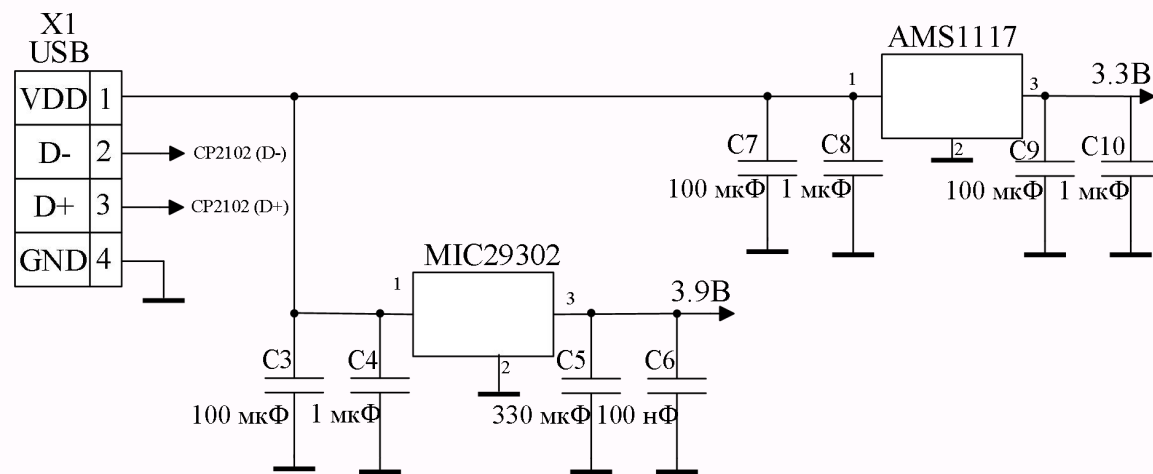 X1
USB
VDD 1
D- 2
D+ 3
GND 4
CP2102 (D-)
CP2102 (D+)
AMS1117
1
3
2
3.3В
C7
100 мкФ
C8
1 мкФ
C9
100 мкФ
C10
1 мкФ
MIC29302
1
3
2
3.9В
C3
100 мкФ
C4
1 мкФ
C5
330 мкФ
C6
100 нФ